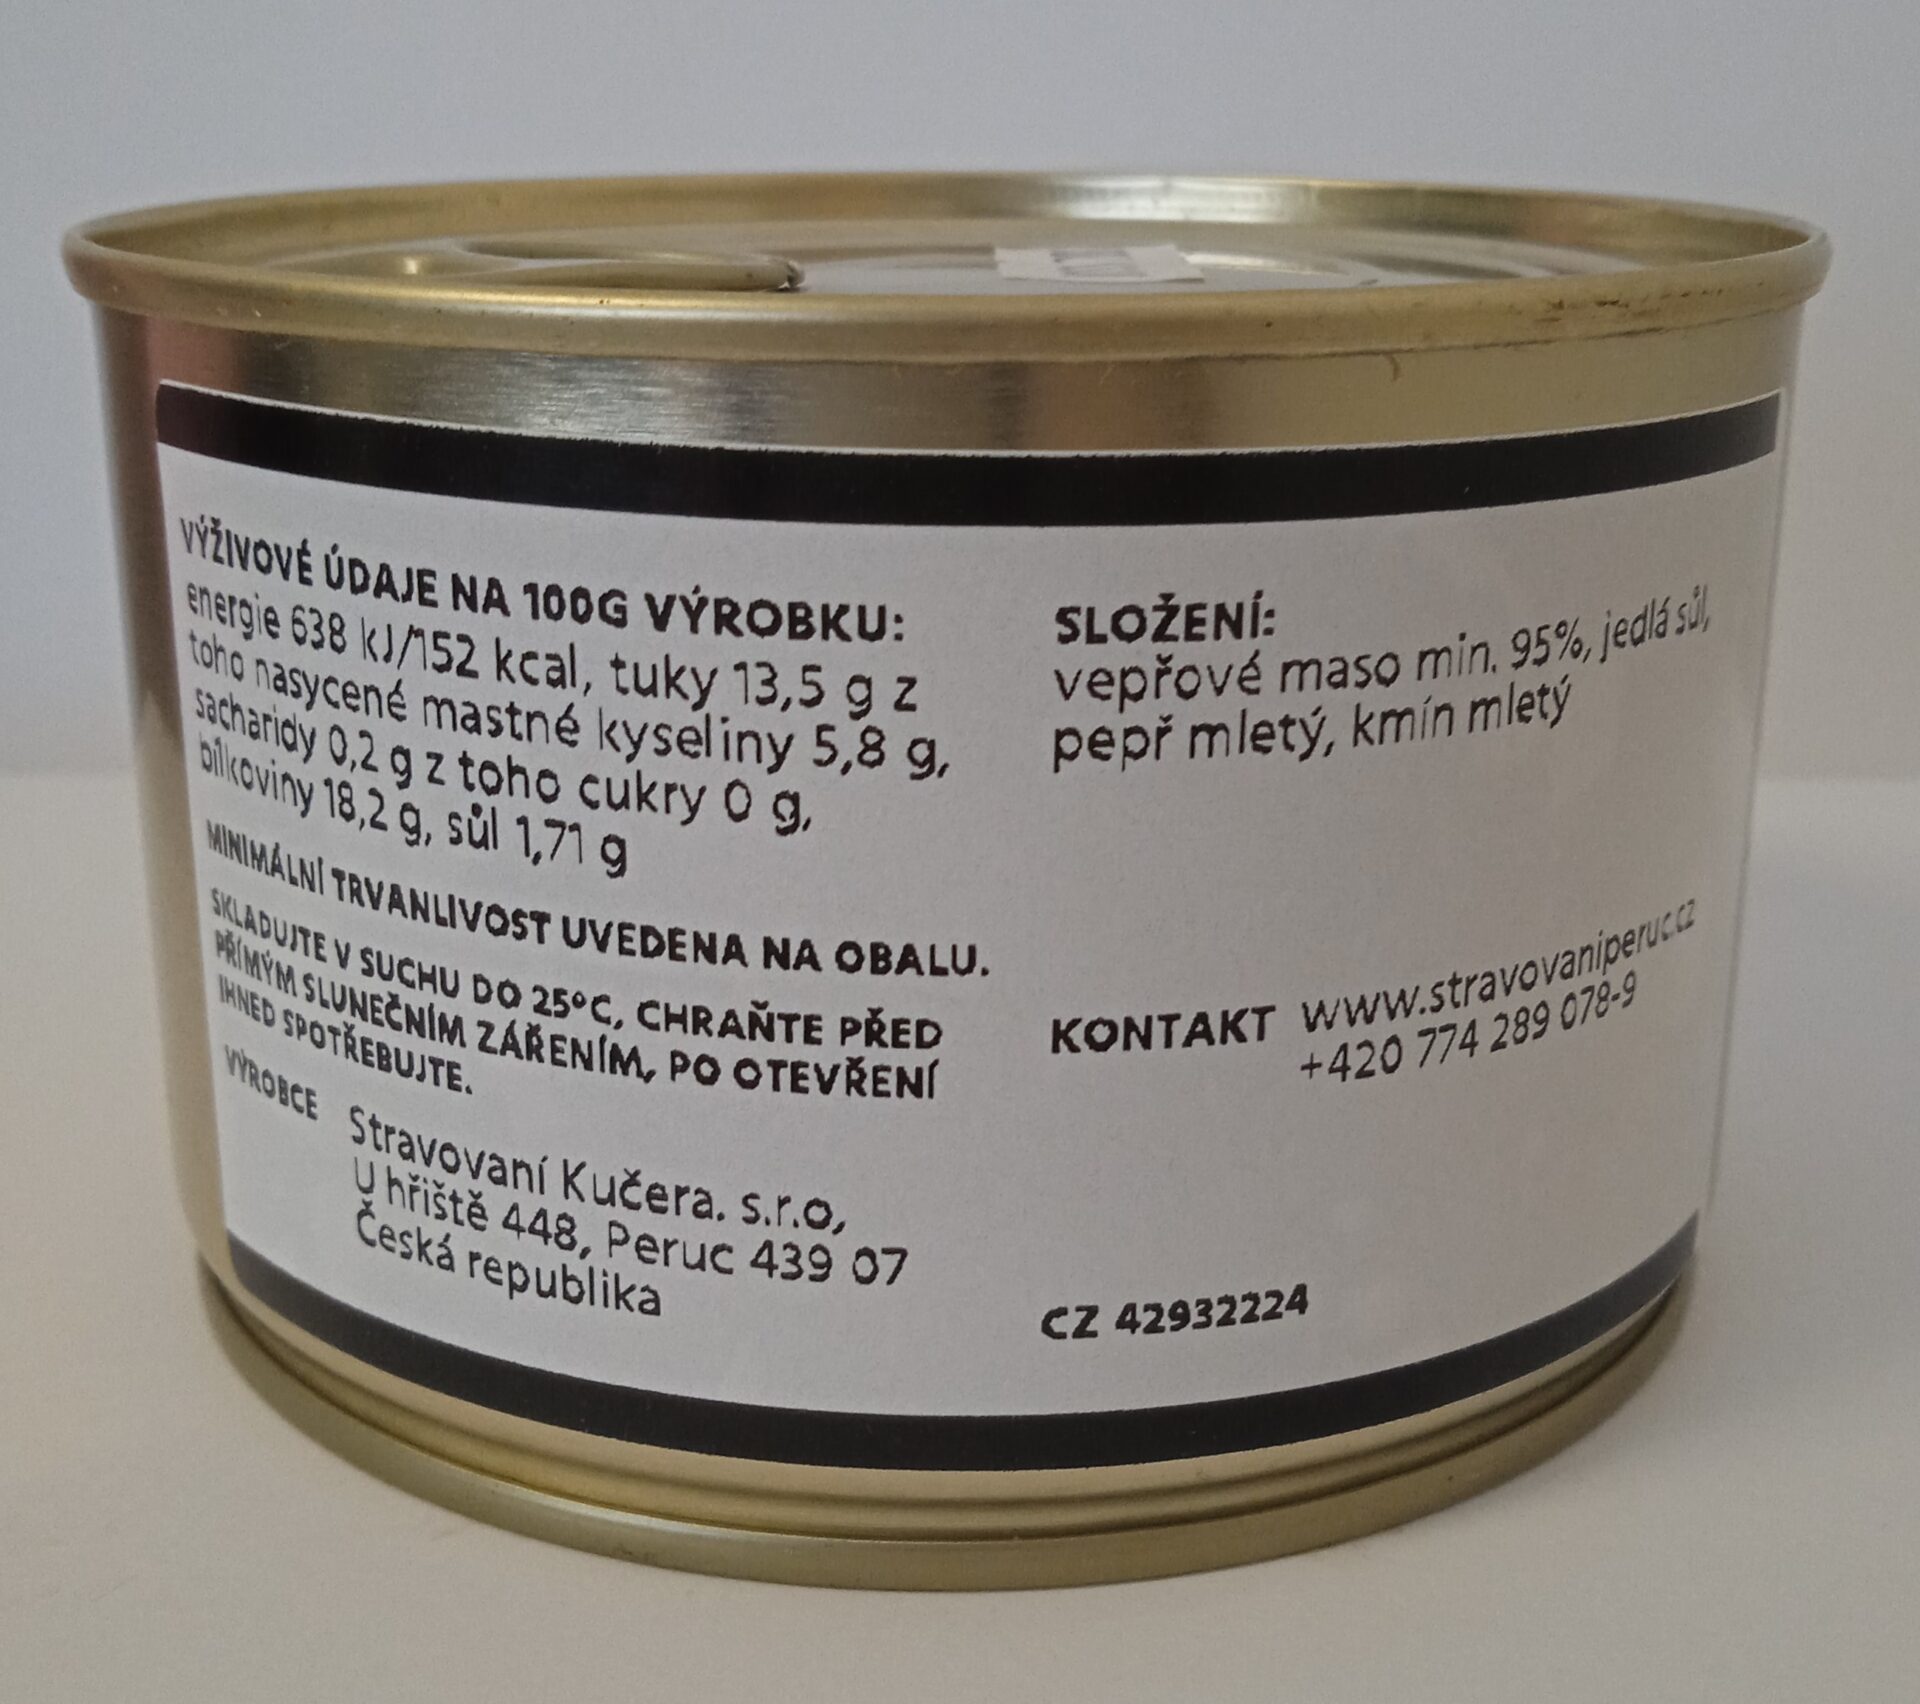 VÝŽIVOVÉ ÚDAJE NA 100G VÝROBKU:
energie 638 kJ/152 kcal, tuky 13,5 g z
toho nasycené mastné kyseliny 5,8 g,
sacharidy 0,2 g z toho cukry 0 g,
bílkoviny 18,2 g, sůl 1,71 g
MINIMÁLNÍ TRVANLIVOST UVEDENA NA OBALU.
SKLADUJTE V SUCHU DO 25°C, CHRAŇTE PŘED
PŘÍMÝM SLUNEČNÍM ZÁŘENÍM, PO OTEVŘENÍ
IHNED SPOTŘEBUJTE.
VÝROBCE Stravovaní Kučera. s.r.o,
U hřiště 448, Peruc 439 07
Česká republika
SLOŽENÍ:
vepřové maso min. 95%, jedlá sůl,
pepř mletý, kmín mletý
KONTAKT www.stravovaniperuc.cz
+420 774 289 078-9
CZ 42932224